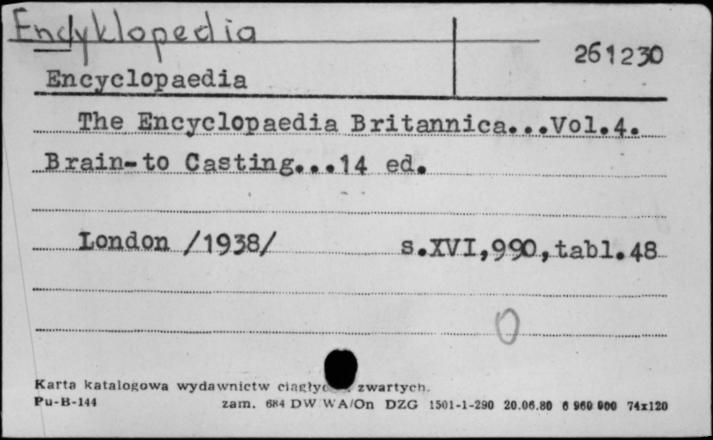 Encyklopedia
261230
Encyclopaedia
The Encyclopaedia Britannica...Vol.4.
Brain-to Casting...14 ed.
London /1938/ s.XVI,990,tabl.48
0
Karta katalogowa wydawnictw zwartych.
Pu-B-144 zam. 684 DW WA/On DZG 1501-1-290 20.06.80 6 960 000 74x120